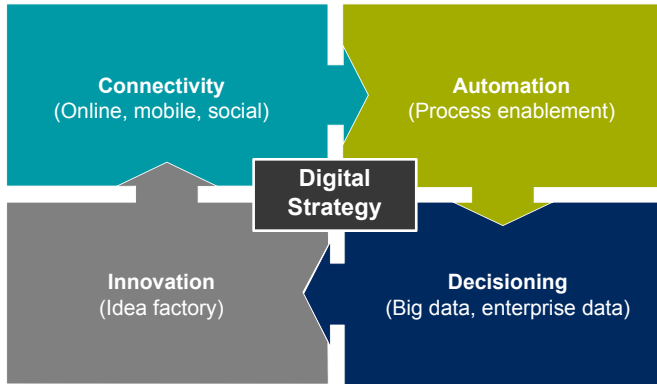 Connectivity
(Online, mobile, social)
Automation
(Process enablement)
Digital
Strategy
Innovation
(Idea factory)
Decisioning
(Big data, enterprise data)